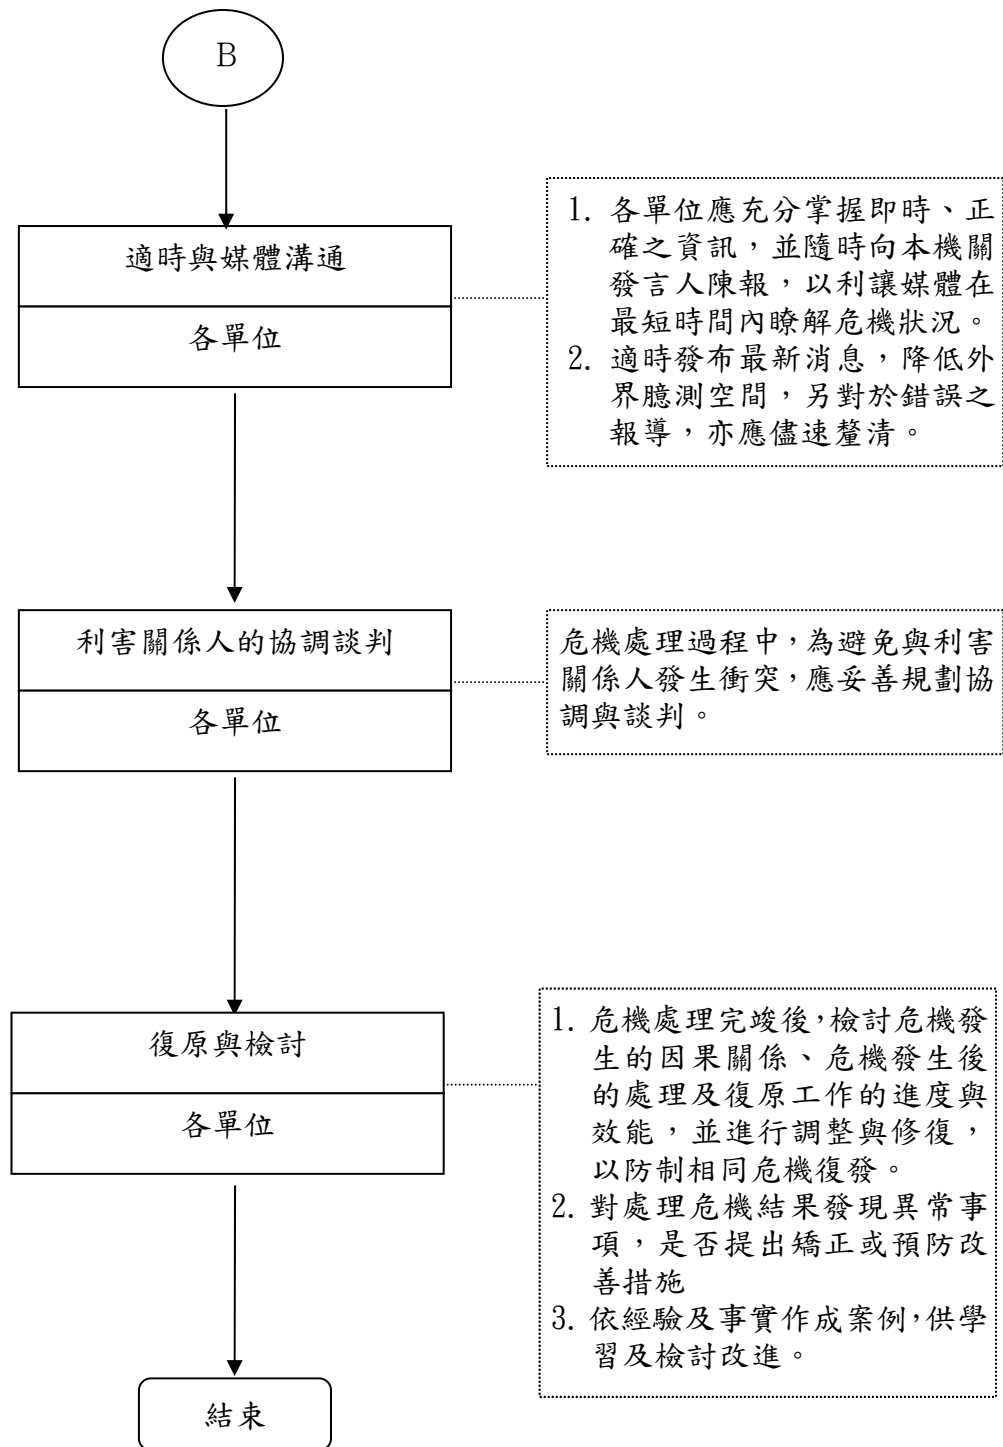 B
適時與媒體溝通
各單位
1. 各單位應充分掌握即時、正
確之資訊，並隨時向本機關
發言人陳報，以利讓媒體在
最短時間內瞭解危機狀況。
2. 適時發布最新消息，降低外
界臆測空間，另對於錯誤之
報導，亦應儘速釐清。
利害關係人的協調談判
各單位
危機處理過程中，為避免與利害
關係人發生衝突，應妥善規劃協
調與談判。
復原與檢討
各單位
1. 危機處理完竣後，檢討危機發
生的因果關係、危機發生後
的處理及復原工作的進度與
效能，並進行調整與修復，
以防制相同危機復發。
2. 對處理危機結果發現異常事
項，是否提出矯正或預防改
善措施
3. 依經驗及事實作成案例，供學
習及檢討改進。
結束